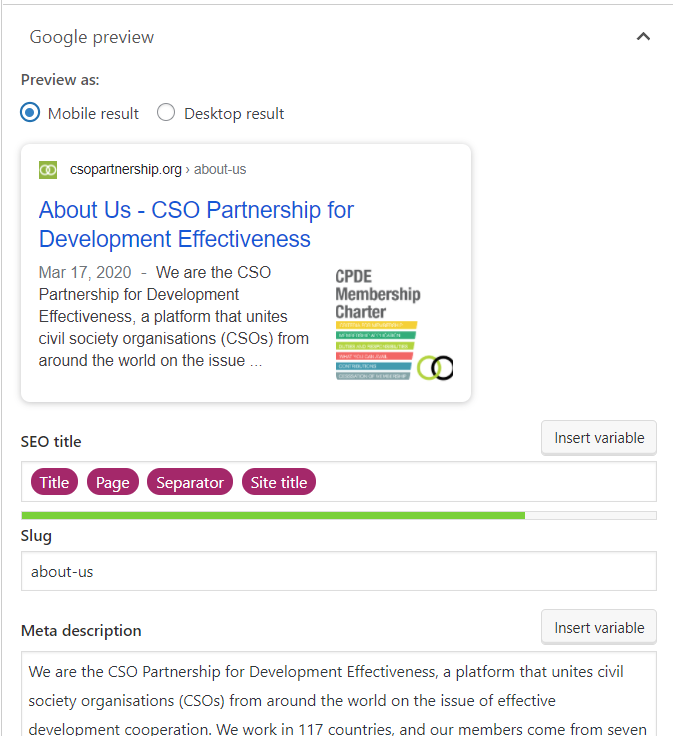 Google preview
Preview as:
Mobile result Desktop result
csopartnership.org › about-us
About Us - CSO Partnership for
Development Effectiveness
Mar 17, 2020 - We are the CSO
Partnership for Development
Effectiveness, a platform that unites
civil society organisations (CSOs) from
around the world on the issue ...
CPDE
Membership
Charter
SEO title
Insert variable
Title Page Separator Site title
Slug
about-us
Meta description
Insert variable
We are the CSO Partnership for Development Effectiveness, a platform that unites civil
society organisations (CSOs) from around the world on the issue of effective
development cooperation. We work in 117 countries, and our members come from seven